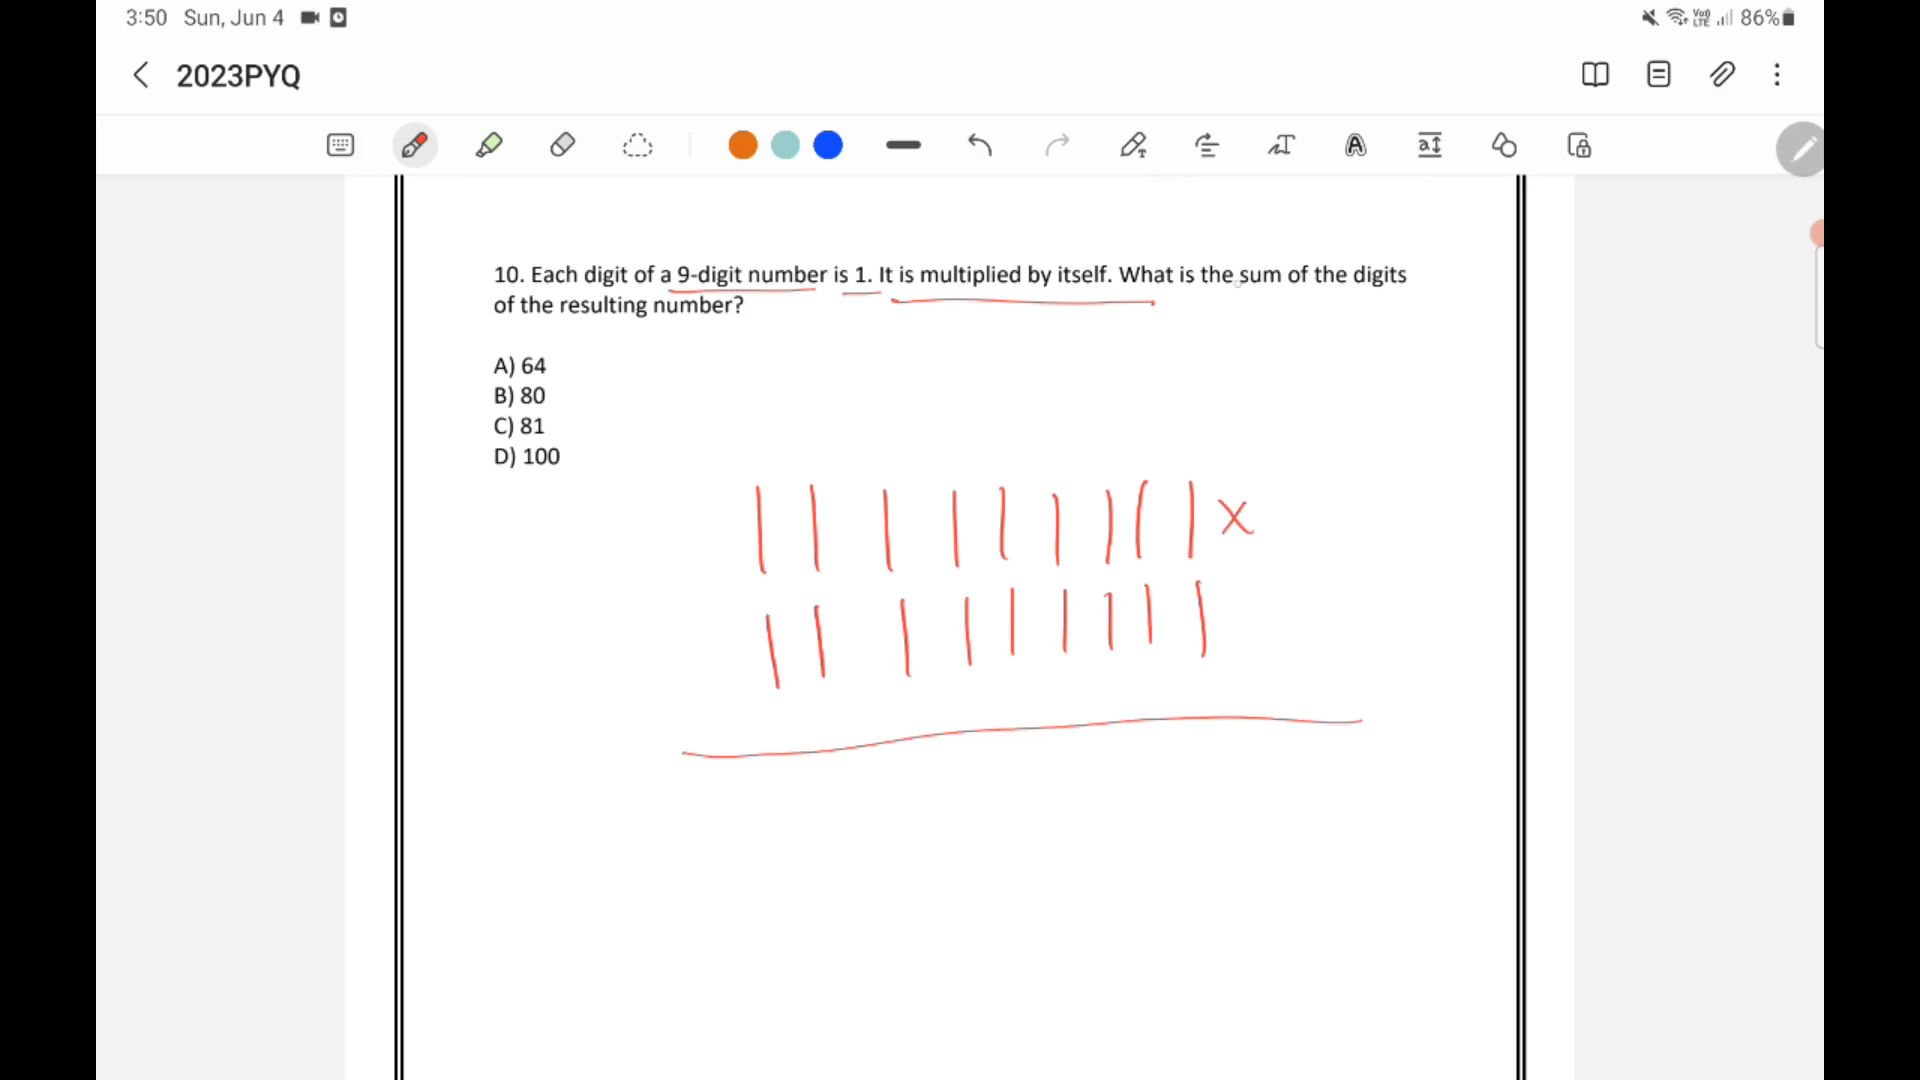 3:50 Sun, Jun 4 86%
2023PYQ
10. Each digit of a 9-digit number is 1. It is multiplied by itself. What is the sum of the digits
of the resulting number?
A) 64
B) 80
C) 81
D) 100
1 1 1 1 1 1 1 1 1 x
1 1 1 1 1 1 1 1 1